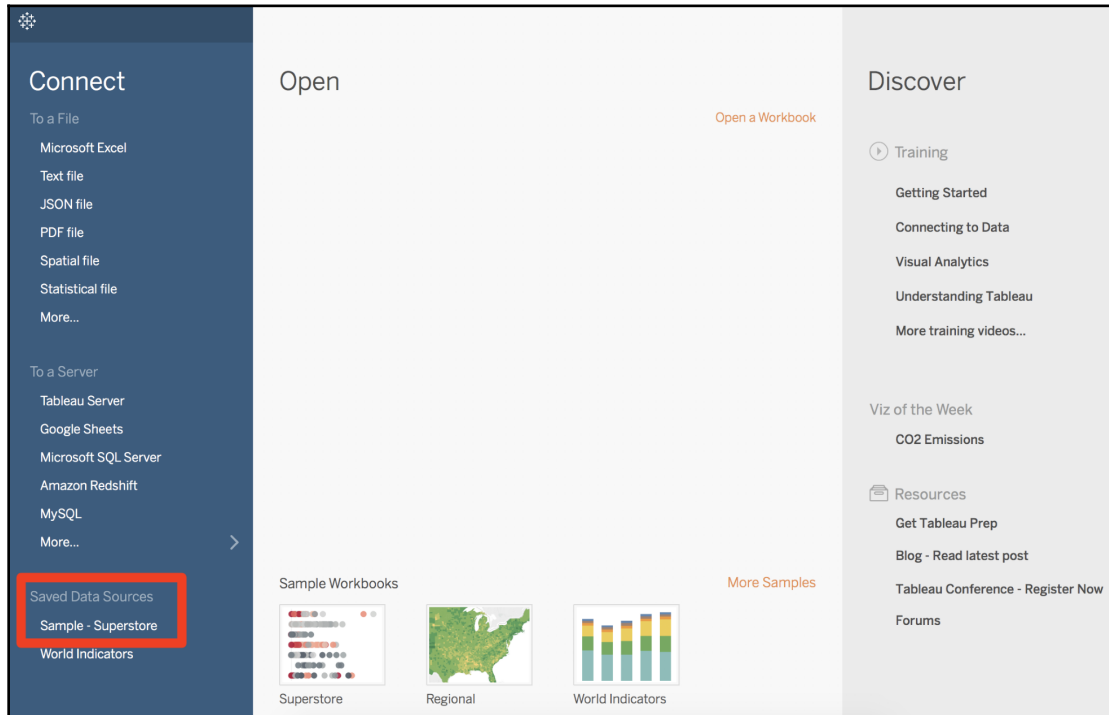 Connect
To a File
Microsoft Excel
Text file
JSON file
PDF file
Spatial file
Statistical file
More...
To a Server
Tableau Server
Google Sheets
Microsoft SQL Server
Amazon Redshift
MySQL
More...
Saved Data Sources
Sample - Superstore
World Indicators
Open
Open a Workbook
Sample Workbooks
More Samples
Superstore
Regional
World Indicators
Discover
Training
Getting Started
Connecting to Data
Visual Analytics
Understanding Tableau
More training videos...
Viz of the Week
CO2 Emissions
Resources
Get Tableau Prep
Blog - Read latest post
Tableau Conference - Register Now
Forums